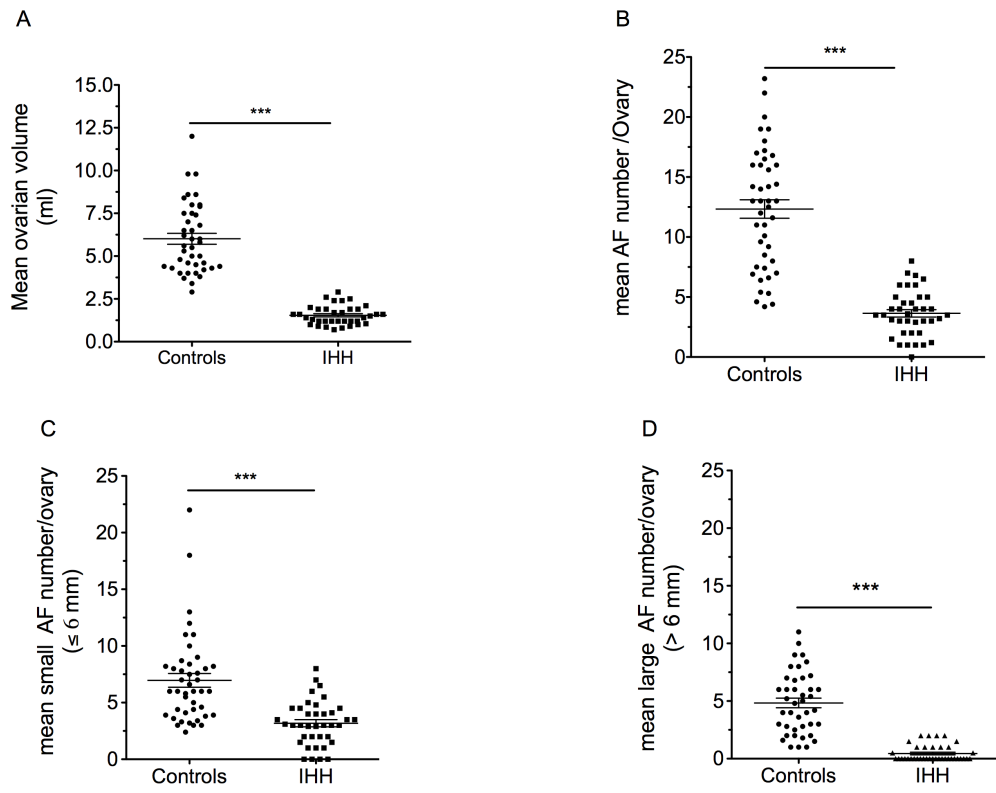 A
Mean ovarian volume
(ml)
15.0
12.5
10.0
7.5
5.0
2.5
0.0
***
Controls
IHH
B
mean AF number /Ovary
25
20
15
10
5
0
***
Controls
IHH
C
mean small AF number/ovary
(≤ 6 mm)
25
20
15
10
5
0
***
Controls
IHH
D
mean large AF number/ovary
(> 6 mm)
25
20
15
10
5
0
***
Controls
IHH